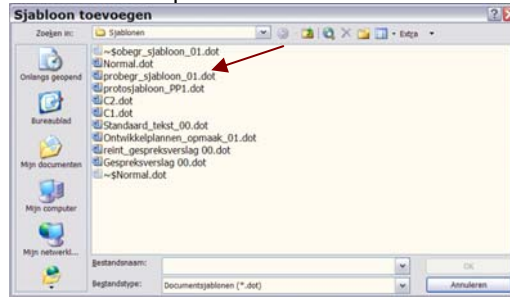 Sjabloon toevoegen
Zoeken in: Sjablonen Extra
~$obegr_sjabloon_01.dot
Normal.dot
probegr_sjabloon_01.dot
protosjabloon_PP1.dot
C2.dot
C1.dot
Standaard_tekst_00.dot
Ontwikkelplannen_opmaak_01.dot
reint_gespreksverslag 00.dot
Gespreksverslag 00.dot
~$Normal.dot
Onlangs geopend
Bureaublad
Mijn documenten
Mijn computer
Mijn netwerkl...
Bestandsnaam:
OK
Bestandstype: Documentsjablonen (*.dot)
Annuleren